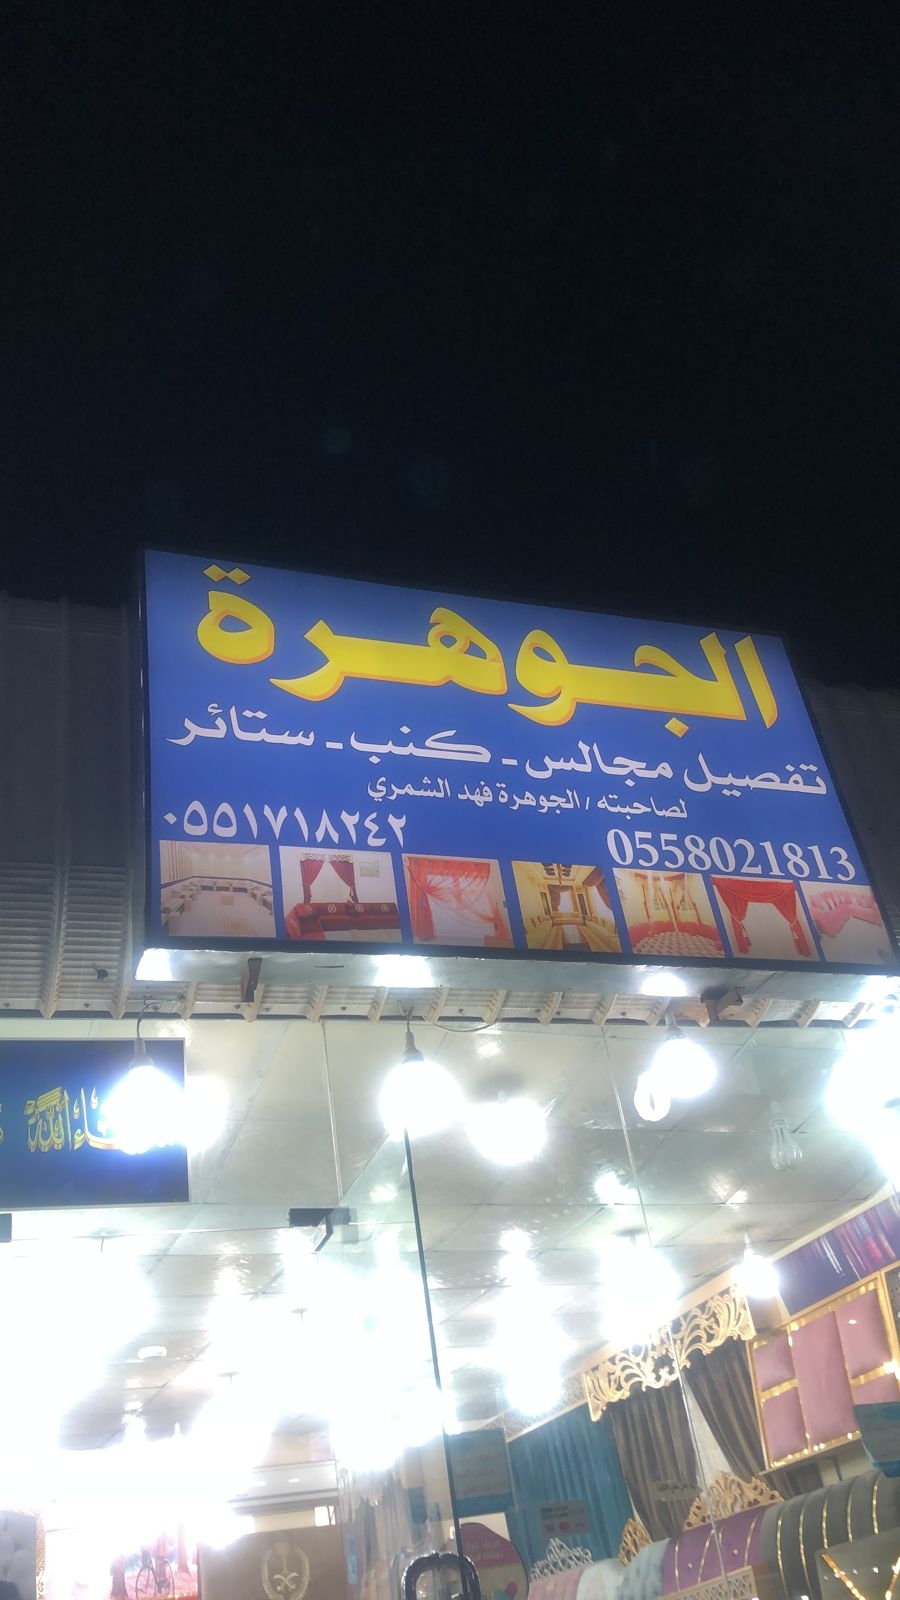 الجوهرة
تفصيل مجالس - كنب - ستائر
لصاحبته / الجوهرة فهد الشمري
0558021813
٠٥٥١٧١٨٢٤٢